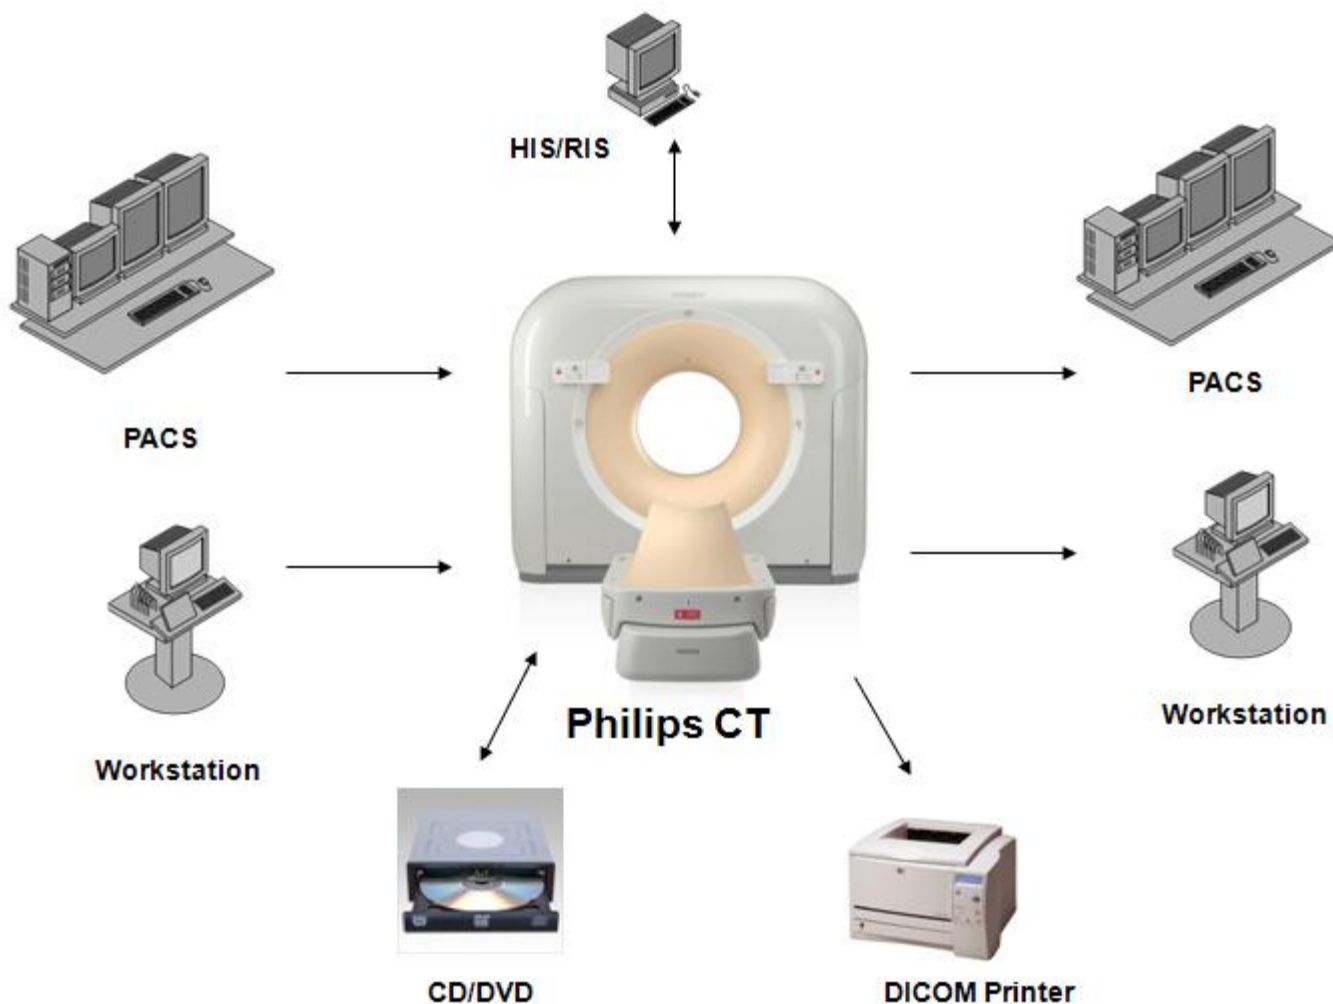 HIS/RIS
PACS
PACS
Workstation
Workstation
Philips CT
CD/DVD
DICOM Printer